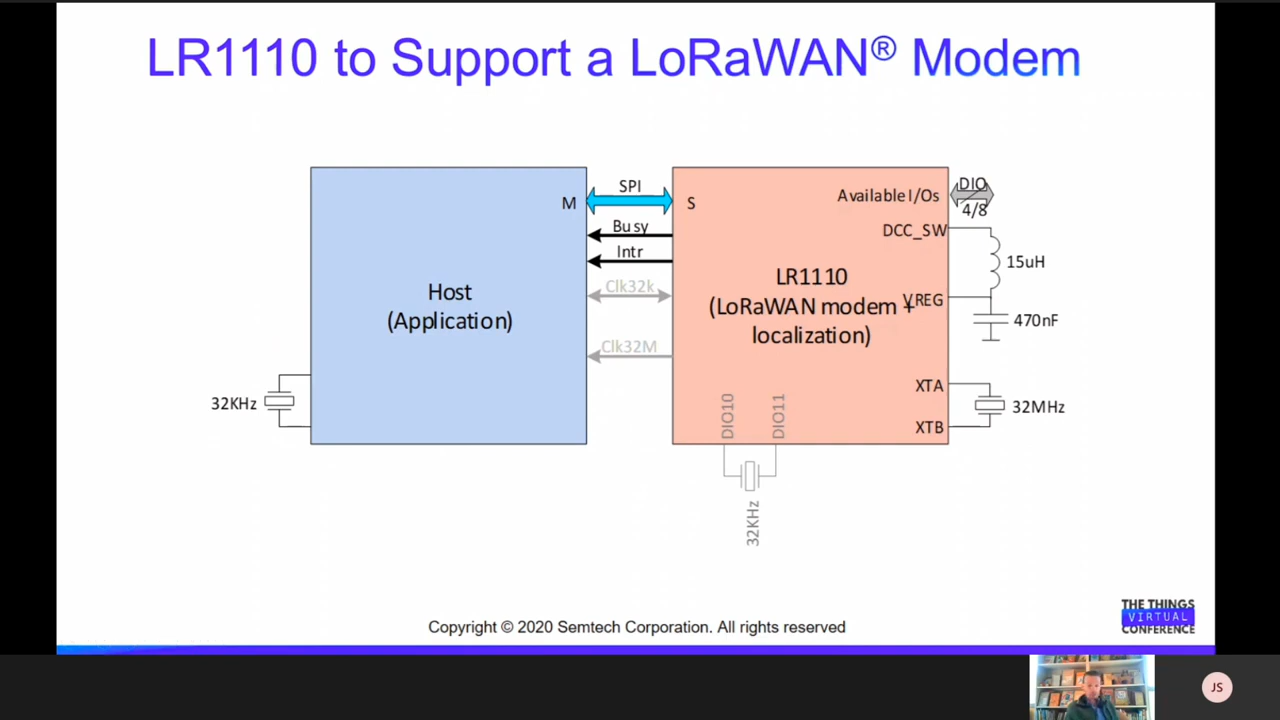 LR1110 to Support a LoRaWAN® Modem
SPI
M
S
Busy
Intr
Clk32k
Clk32M
Host
(Application)
32KHz
LR1110
(LoRaWAN modem +
localization)
Available I/Os
DIO
4/8
DCC_SW
15uH
VREG
470nF
XTA
32MHz
XTB
DIO10
DIO11
32KHz
Copyright © 2020 Semtech Corporation. All rights reserved
THE THINGS
VIRTUAL
CONFERENCE
JS